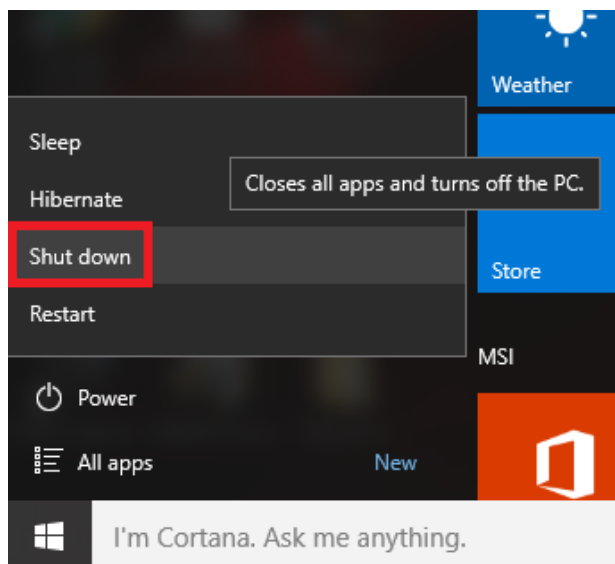 Weather
Sleep
Closes all apps and turns off the PC.
Hibernate
Shut down
Store
Restart
MSI
Power
All apps
New
I'm Cortana. Ask me anything.